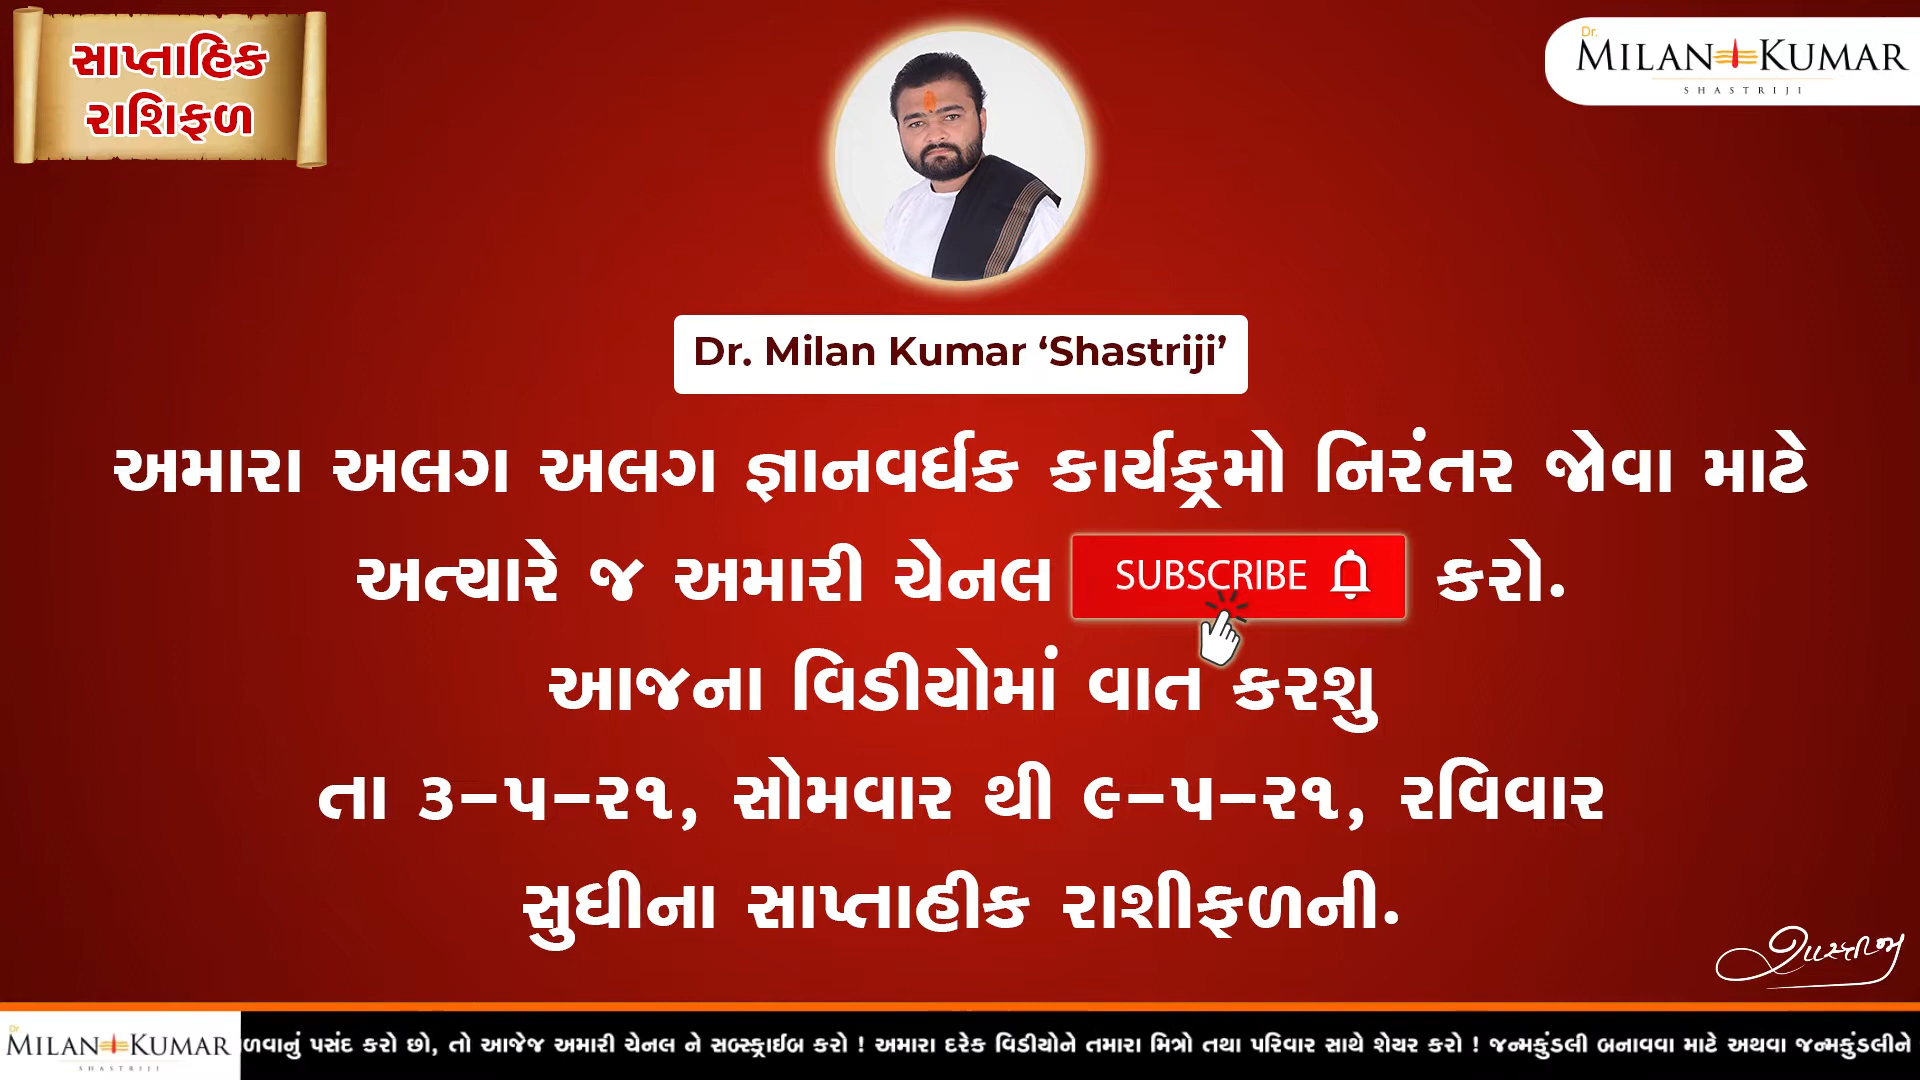 સાપ્તાહિક
રાશિફળ
Dr.
MILAN KUMAR
SHASTRIJI
Dr. Milan Kumar ‘Shastriji’
અમારા અલગ અલગ જ્ઞાનવર્ધક કાર્યક્રમો નિરંતર જોવા માટે
અત્યારે જ અમારી ચેનલ SUBSCRIBE કરો.
આજના વિડીયોમાં વાત કરશુ
તા ૩-૫-૨૧, સોમવાર થી ૯-૫-૨૧, રવિવાર
સુધીના સાપ્તાહીક રાશીફળની.
શાસ્ત્રીજી
Dr
MILAN KUMAR
SHASTRIJI
ળવાનું પસંદ કરો છો, તો આજેજ અમારી ચેનલ ને સબ્સ્ક્રાઈબ કરો ! અમારા દરેક વિડીયોને તમારા મિત્રો તથા પરિવાર સાથે શેયર કરો ! જન્મકુંડલી બનાવવા માટે અથવા જન્મકુંડલીને